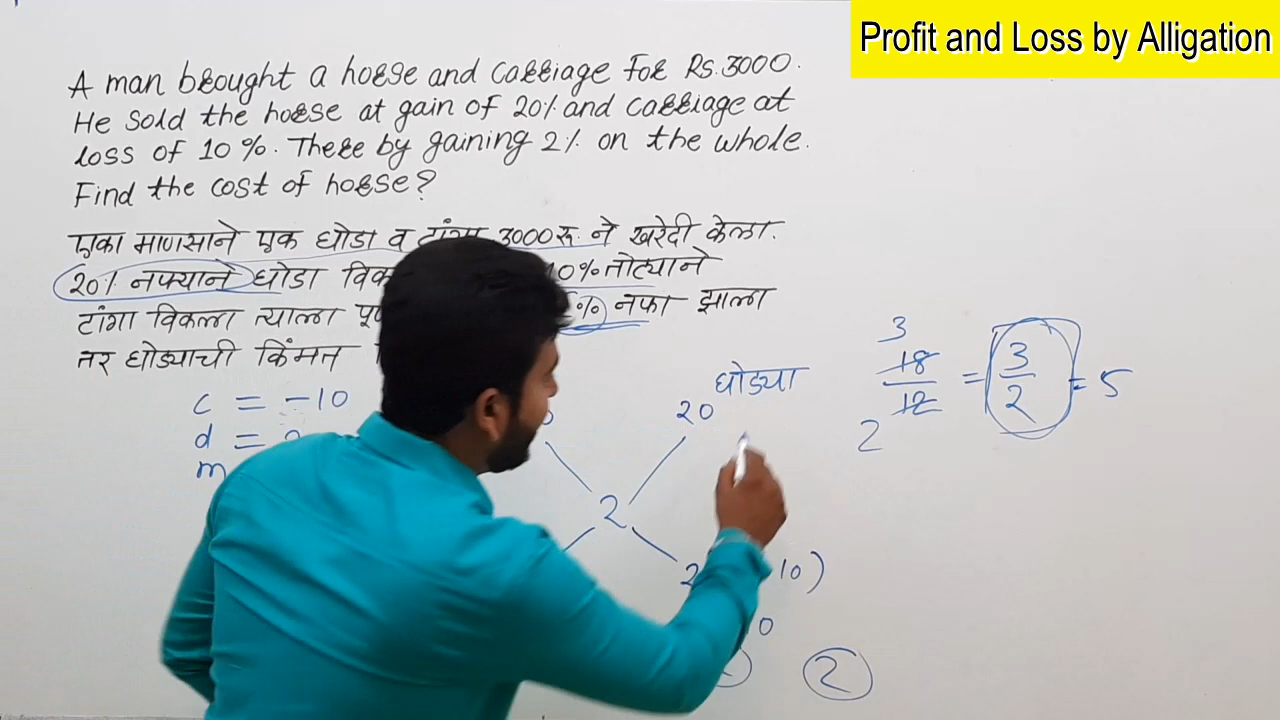 Profit and Loss by Alligation
A man brought a horse and carriage for Rs. 3000.
He sold the horse at gain of 20% and carriage at
loss of 10%. There by gaining 2% on the whole.
Find the cost of horse?
एका माणसाने एक घोडा व टांगा 3000रू. ने खरेदी केला.
20% नफ्याने घोडा 10% तोट्याने
टांगा विकला त्याला % नफा झाला
तर घोड्याची किंमत
c = -10
d =
m
20 घोड्या
2
10)
0
2
3
18
12
2
= 3/2 = 5